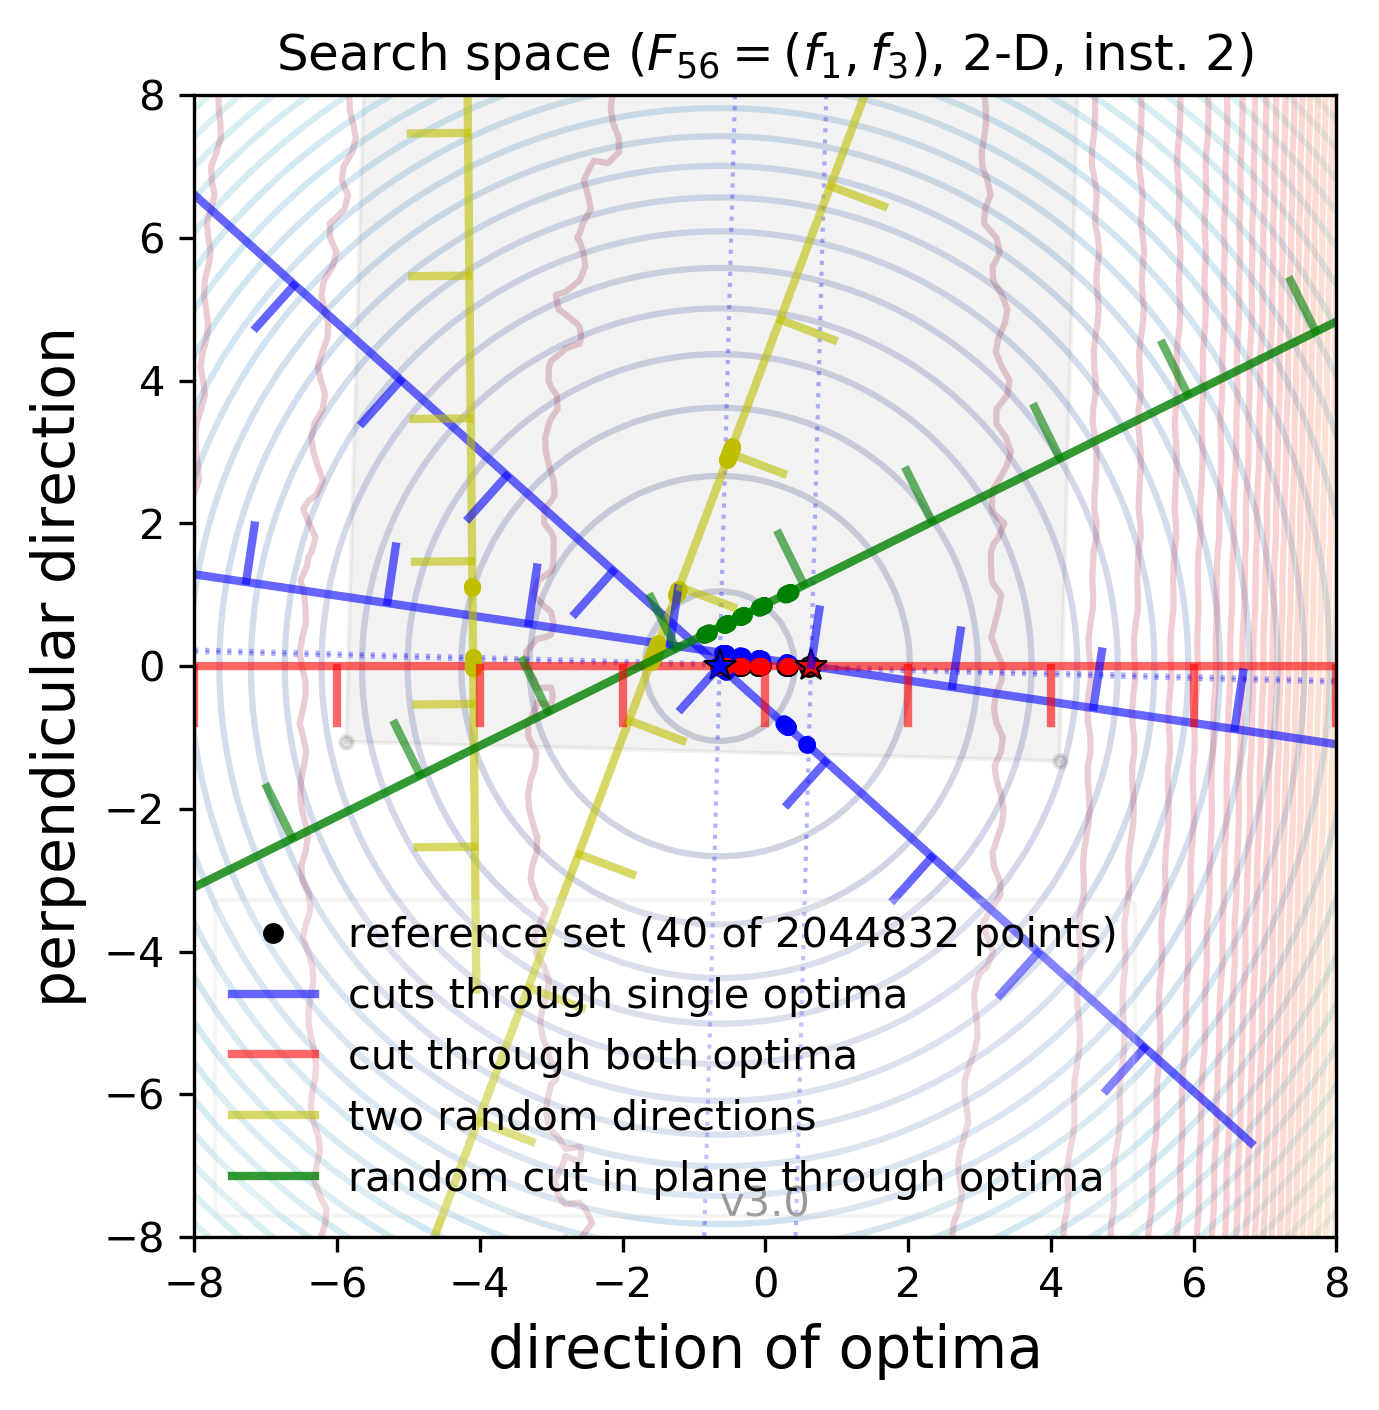 Search space (F56 = (f1, f3), 2-D, inst. 2)
8
6
4
2
0
−2
−4
−6
−8
perpendicular direction
reference set (40 of 2044832 points)
cuts through single optima
cut through both optima
two random directions
random cut in plane through optima
v3.0
−8 −6 −4 −2 0 2 4 6 8
direction of optima